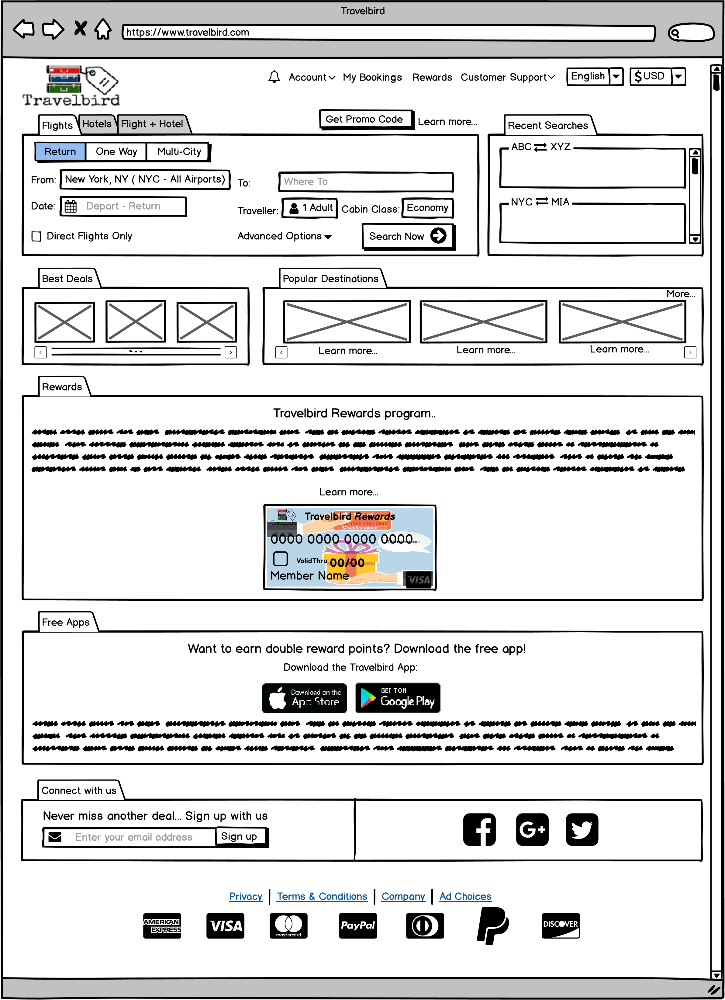 Travelbird
https://www.travelbird.com
Travelbird
Account My Bookings Rewards Customer Support English $ USD
Flights Hotels Flight + Hotel
Get Promo Code Learn more...
Recent Searches
Return One Way Multi-City
ABC XYZ
From: New York, NY ( NYC - All Airports) To: Where To
NYC MIA
Date: Depart - Return Traveller: 1 Adult Cabin Class: Economy
Direct Flights Only Advanced Options Search Now
Best Deals
Popular Destinations
More...
Learn more... Learn more... Learn more...
Rewards
Travelbird Rewards program..
Learn more...
Travelbird Rewards
Travelbird
Customer
0000 0000 0000 0000
you
ValidThru 00/00
Member Name
VISA
Free Apps
Want to earn double reward points? Download the free app!
Download the Travelbird App:
Download on the
App Store
GET IT ON
Google Play
Connect with us
Never miss another deal... Sign up with us
Enter your email address Sign up
G+
Privacy | Terms & Conditions | Company | Ad Choices
AMERICAN
EXPRESS
VISA
mastercard
PayPal
DISCOVER